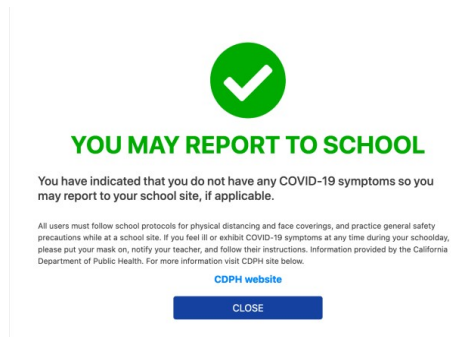 YOU MAY REPORT TO SCHOOL
You have indicated that you do not have any COVID-19 symptoms so you
may report to your school site, if applicable.
All users must follow school protocols for physical distancing and face coverings, and practice general safety
precautions while at a school site. If you feel ill or exhibit COVID-19 symptoms at any time during your schoolday,
please put your mask on, notify your teacher, and follow their instructions. Information provided by the California
Department of Public Health. For more information visit CDPH site below.
CDPH website
CLOSE